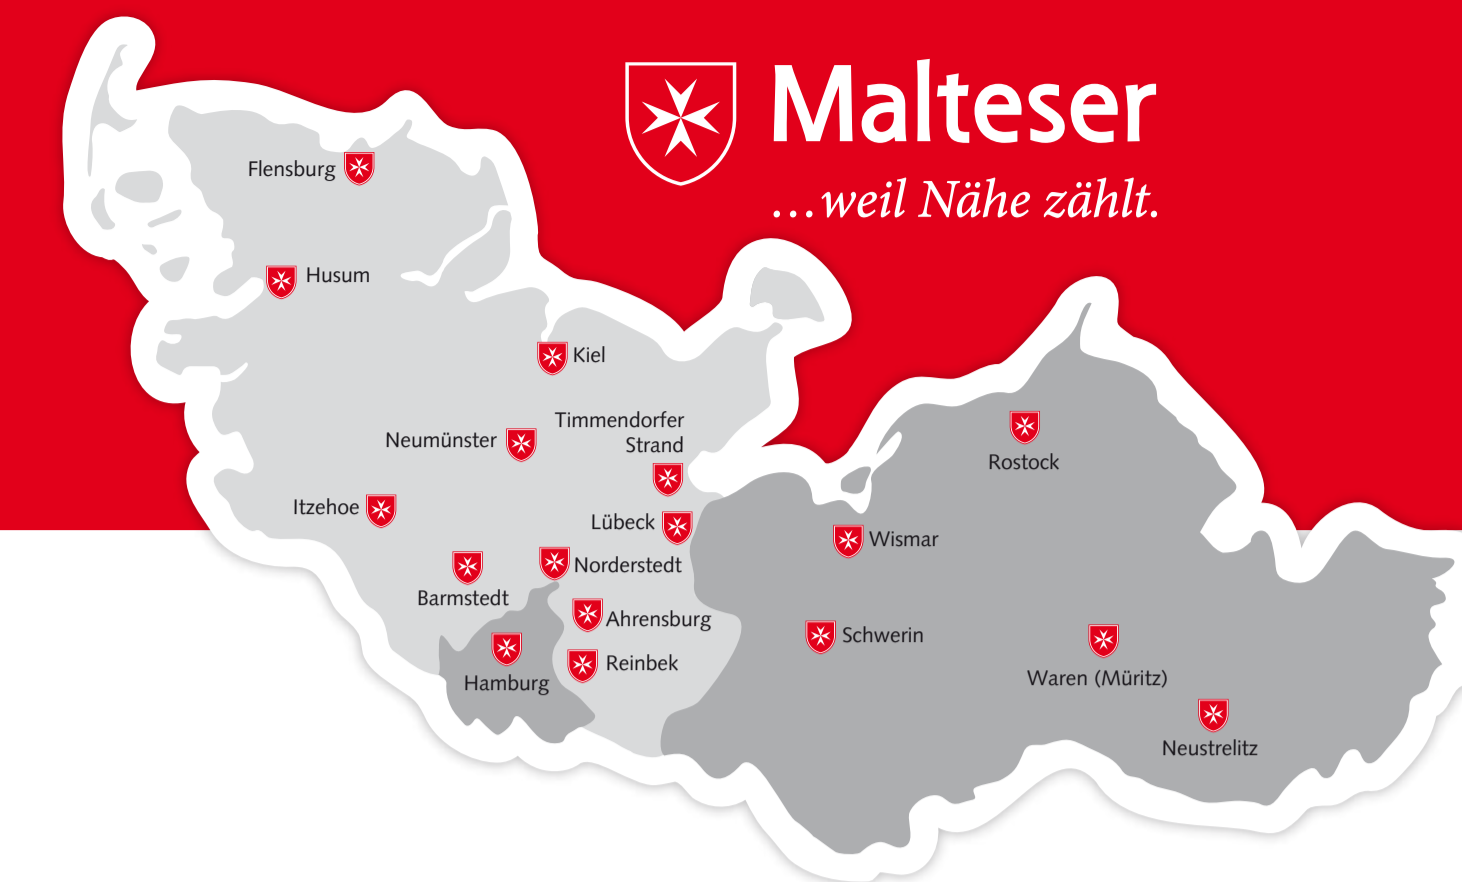 Malteser
...weil Nähe zählt.
Flensburg
Husum
Kiel
Timmendorfer
Strand
Neumünster
Rostock
Itzehoe
Lübeck
Wismar
Norderstedt
Barmstedt
Ahrensburg
Schwerin
Reinbek
Waren (Müritz)
Hamburg
Neustrelitz